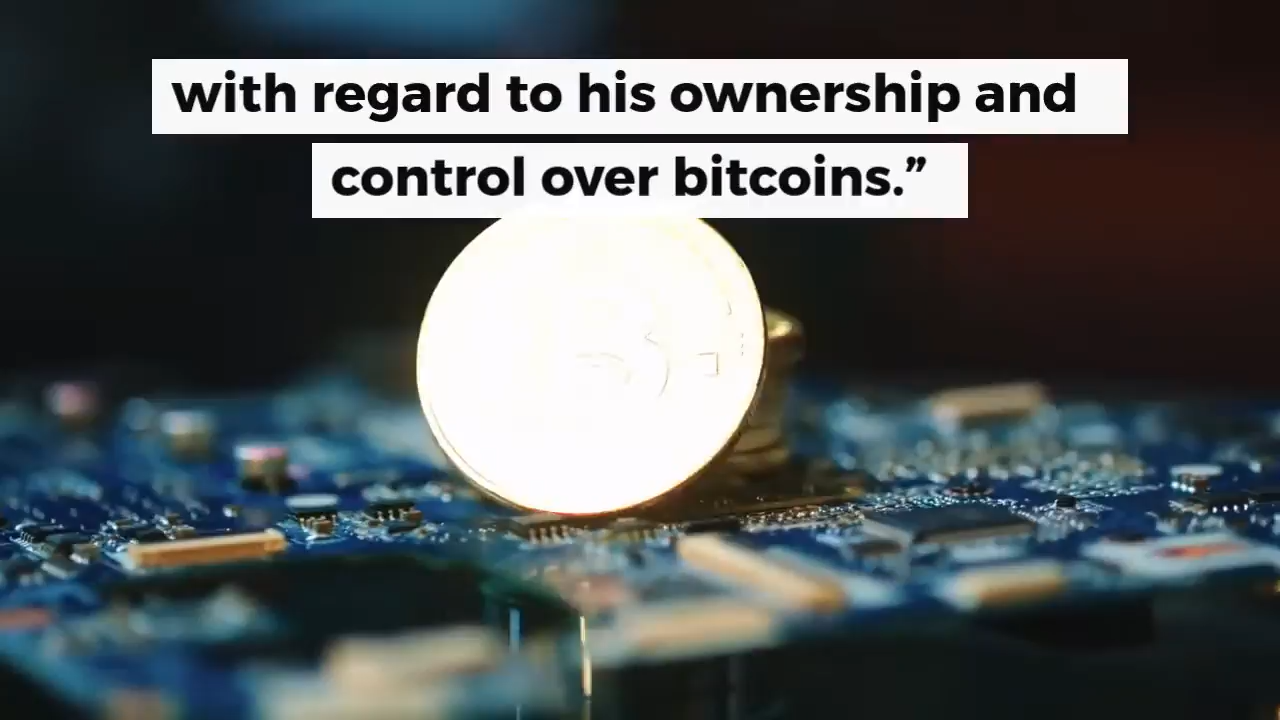 with regard to his ownership and
control over bitcoins.”